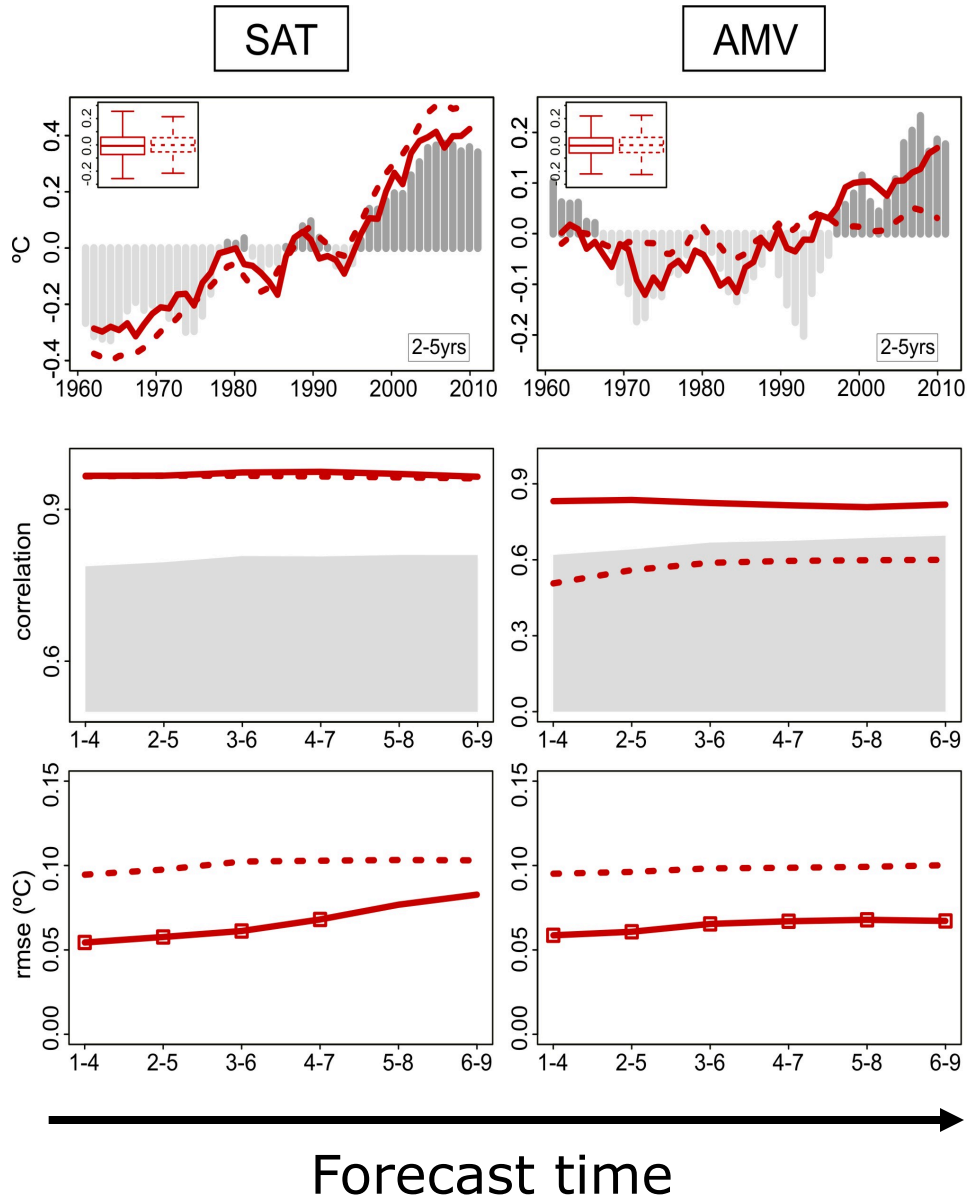 SAT
AMV
ºC
0.4
0.2
0.0
-0.2
-0.4
0.2
0.0
-0.2
2-5yrs
1960 1970 1980 1990 2000 2010
0.2
0.1
0.0
-0.1
-0.2
0.2
0.0
-0.2
2-5yrs
1960 1970 1980 1990 2000 2010
correlation
0.9
0.6
1-4 2-5 3-6 4-7 5-8 6-9
0.9
0.6
0.3
0.0
1-4 2-5 3-6 4-7 5-8 6-9
rmse (ºC)
0.15
0.10
0.05
0.00
1-4 2-5 3-6 4-7 5-8 6-9
0.15
0.10
0.05
0.00
1-4 2-5 3-6 4-7 5-8 6-9
Forecast time